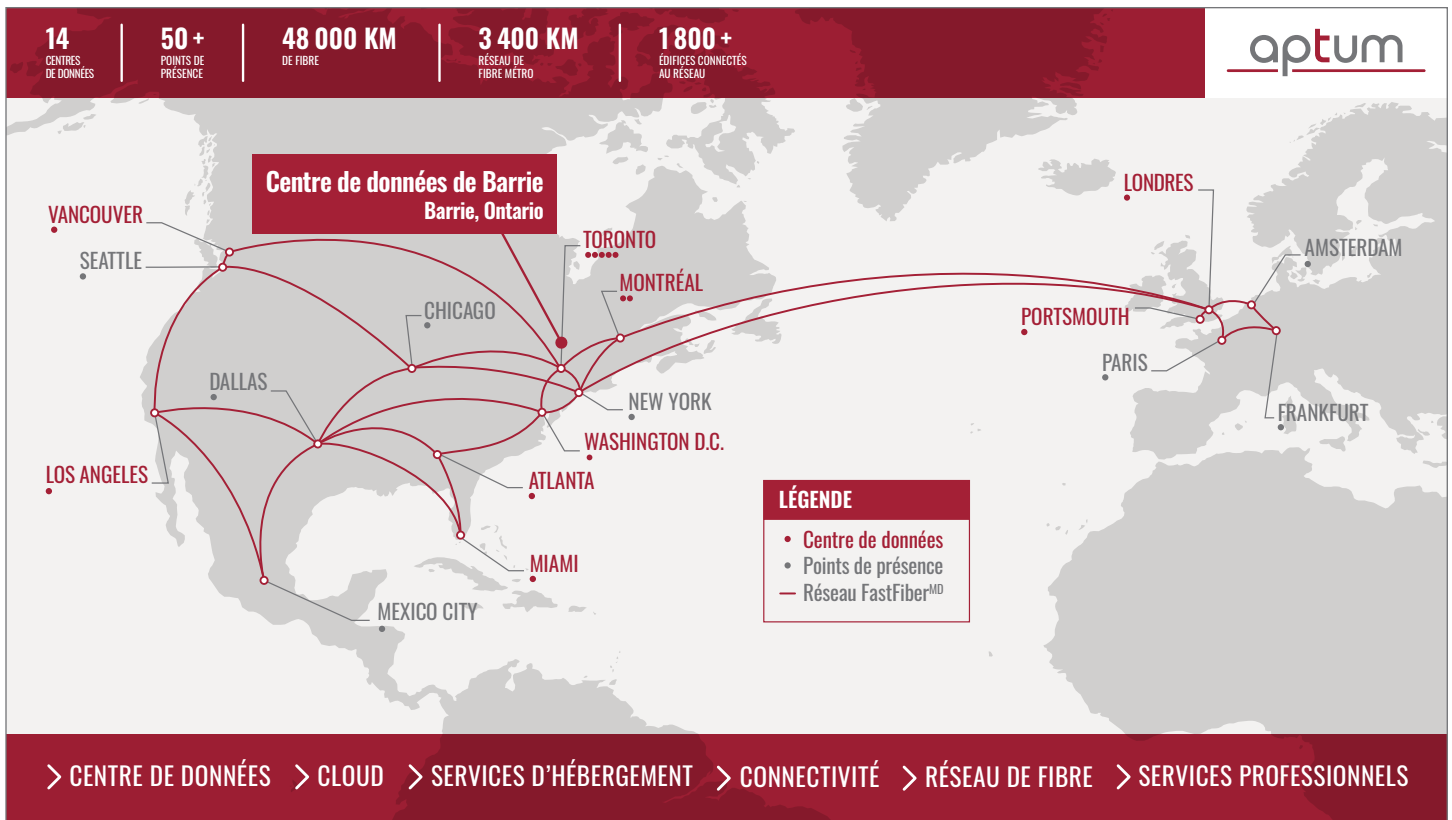 14
CENTRES
DE DONNÉES
50 +
POINTS DE
PRÉSENCE
48 000 KM
DE FIBRE
3 400 KM
RÉSEAU DE
FIBRE MÉTRO
1 800 +
ÉDIFICES CONNECTÉS
AU RÉSEAU
aptum
Centre de données de Barrie
Barrie, Ontario
VANCOUVER
SEATTLE
TORONTO
MONTRÉAL
CHICAGO
DALLAS
NEW YORK
WASHINGTON D.C.
LOS ANGELES
ATLANTA
MIAMI
MEXICO CITY
LONDRES
AMSTERDAM
PORTSMOUTH
PARIS
FRANKFURT
LÉGENDE
• Centre de données
• Points de présence
— Réseau FastFiberMD
> CENTRE DE DONNÉES > CLOUD > SERVICES D’HÉBERGEMENT > CONNECTIVITÉ > RÉSEAU DE FIBRE > SERVICES PROFESSIONNELS